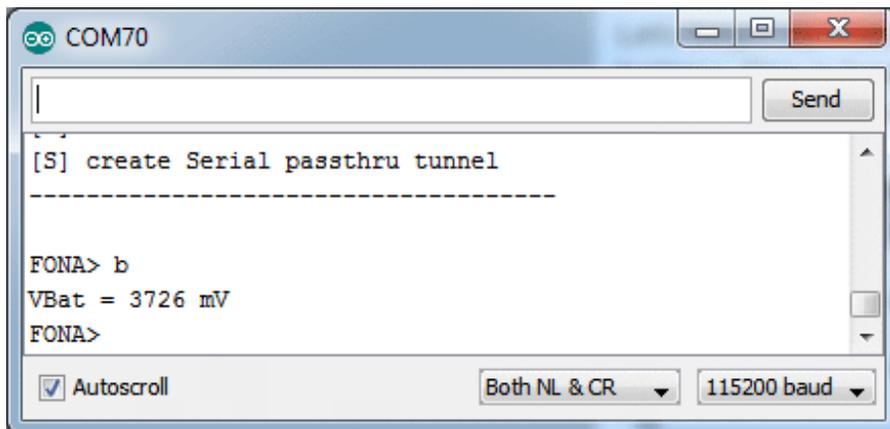 COM70
Send
[S] create Serial passthru tunnel
-------------------------------------
FONA> b
VBat = 3726 mV
FONA>
Autoscroll
Both NL & CR
115200 baud